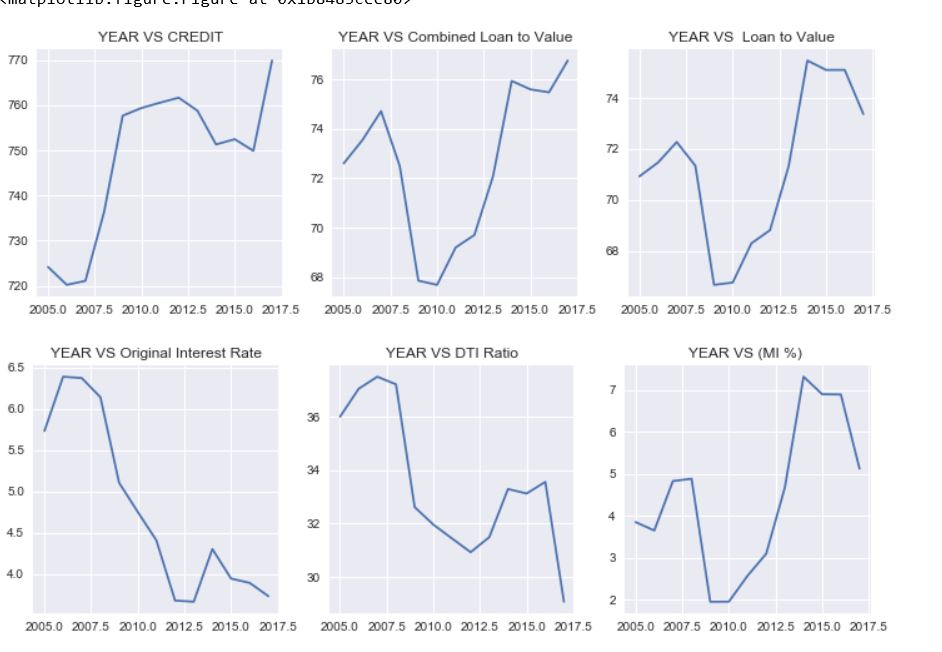 <matplotlib.figure.Figure at 0x1b8485cec80>
YEAR VS CREDIT
770
760
750
740
730
720
2005.0 2007.5 2010.0 2012.5 2015.0 2017.5
YEAR VS Combined Loan to Value
76
74
72
70
68
2005.0 2007.5 2010.0 2012.5 2015.0 2017.5
YEAR VS  Loan to Value
74
72
70
68
2005.0 2007.5 2010.0 2012.5 2015.0 2017.5
YEAR VS Original Interest Rate
6.5
6.0
5.5
5.0
4.5
4.0
2005.0 2007.5 2010.0 2012.5 2015.0 2017.5
YEAR VS DTI Ratio
36
34
32
30
2005.0 2007.5 2010.0 2012.5 2015.0 2017.5
YEAR VS (MI %)
7
6
5
4
3
2
2005.0 2007.5 2010.0 2012.5 2015.0 2017.5